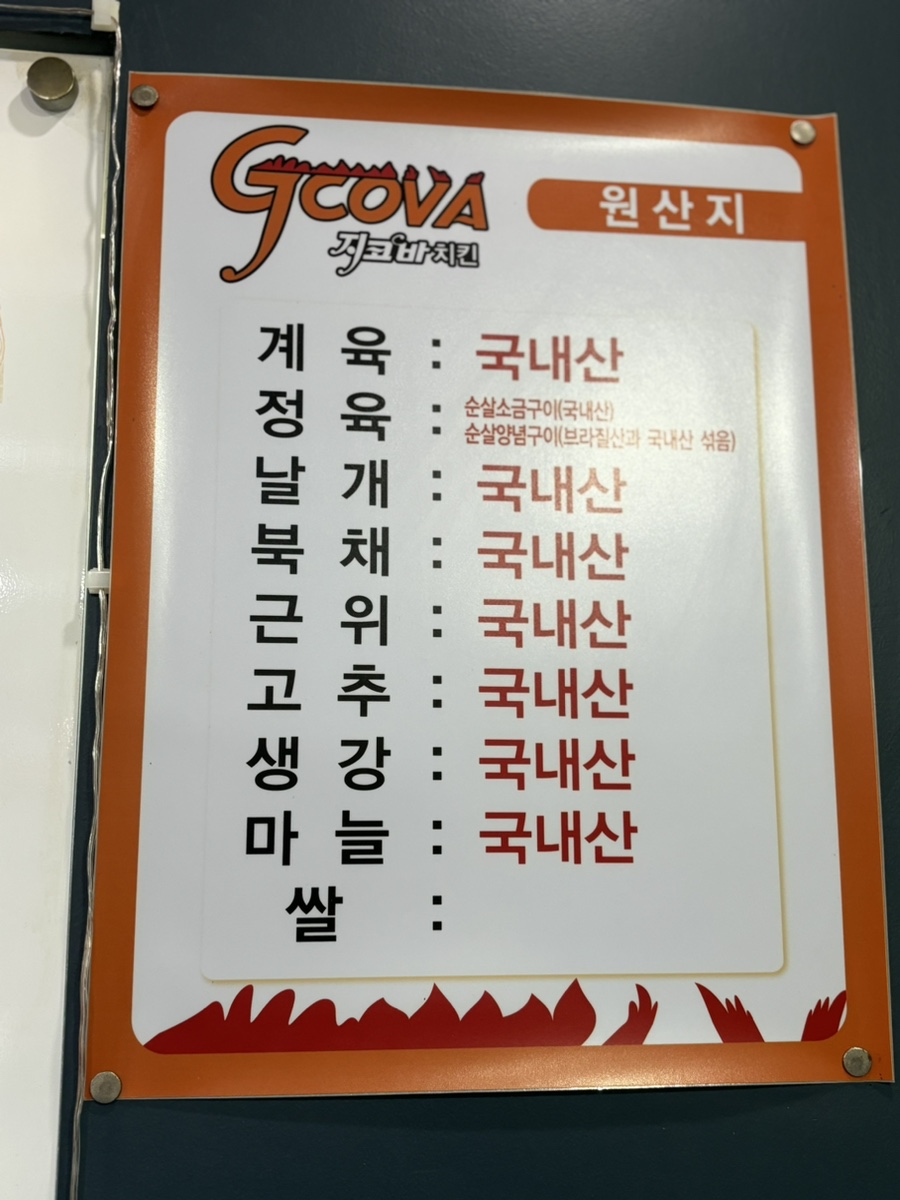 GCOVA
지코바 치킨
원산지
계 육 : 국내산
정 육 : 순살소금구이(국내산)
순살양념구이(브라질산과 국내산 섞음)
날 개 : 국내산
북 채 : 국내산
근 위 : 국내산
고 추 : 국내산
생 강 : 국내산
마 늘 : 국내산
쌀 :